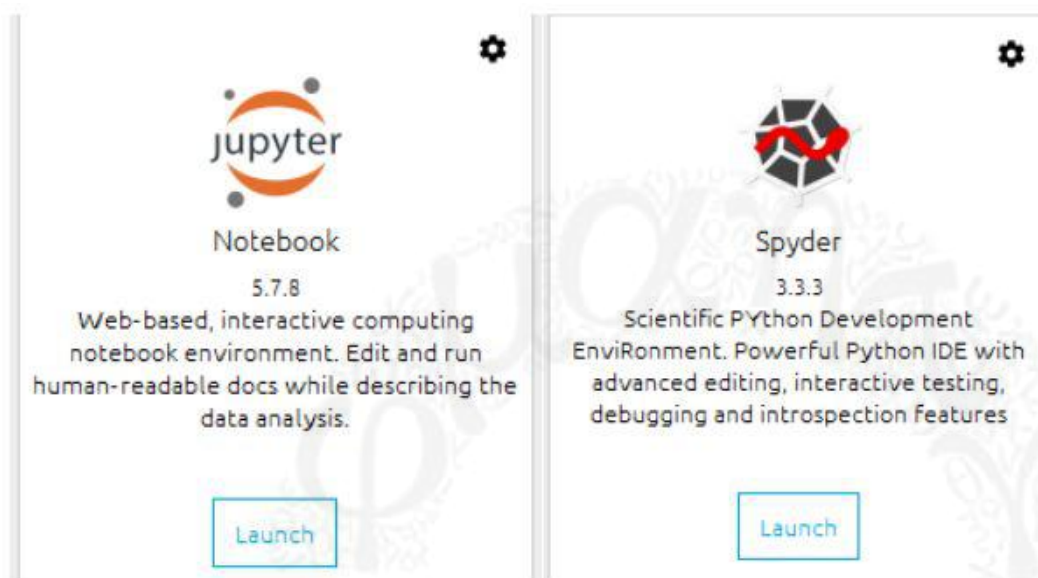 jupyter
Notebook
5.7.8
Web-based, interactive computing
notebook environment. Edit and run
human-readable docs while describing the
data analysis.
Launch
Spyder
3.3.3
Scientific PYthon Development
EnviRonment. Powerful Python IDE with
advanced editing, interactive testing,
debugging and introspection features
Launch